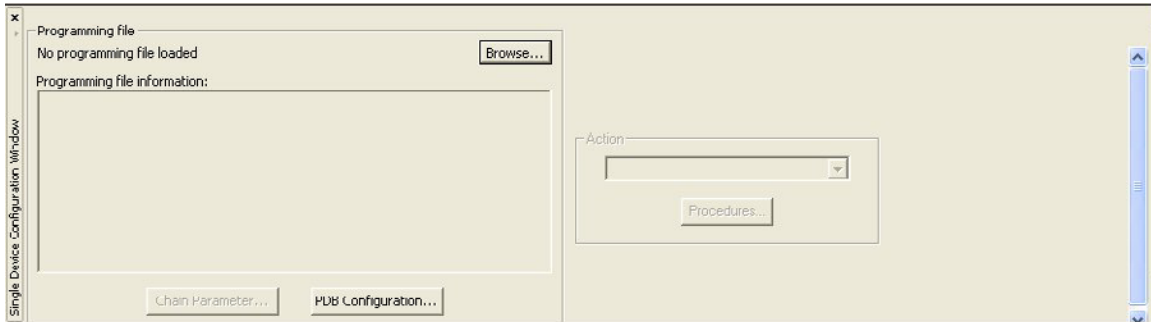 Single Device Configuration Window
Programming file
No programming file loaded
Browse...
Programming file information:
Action
Procedures...
Chain Parameter...
PDB Configuration...